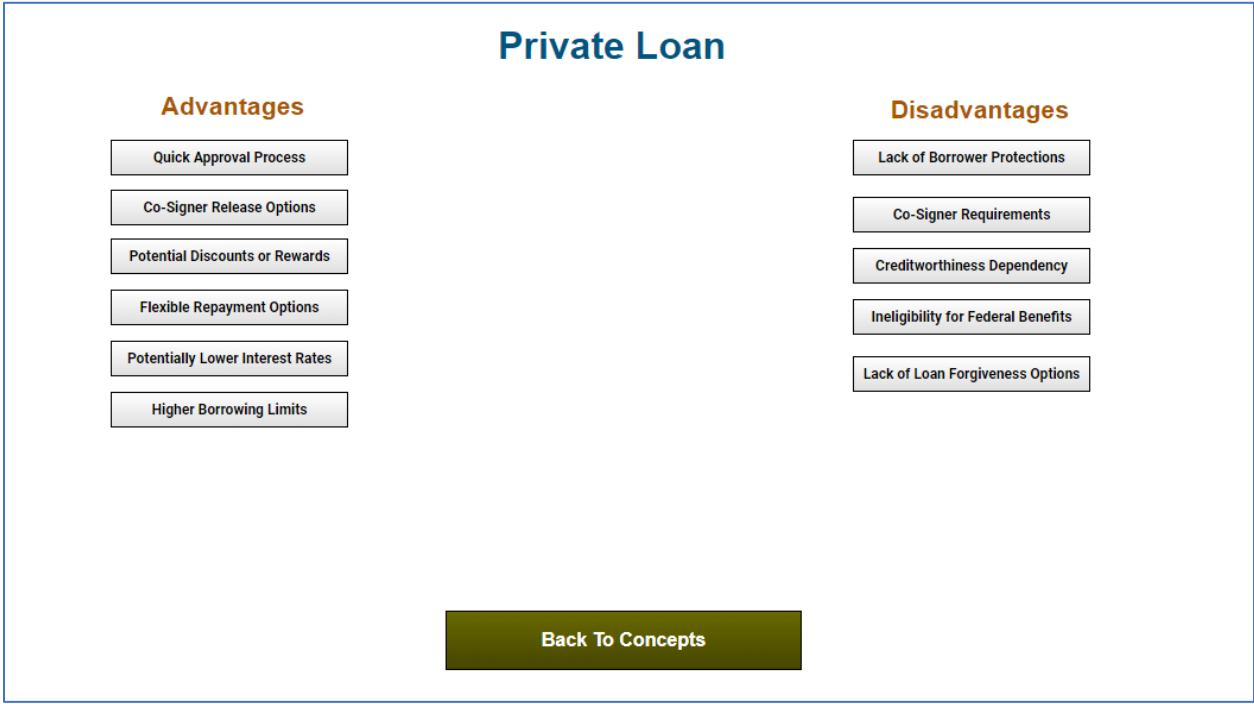 Private Loan
Advantages
Quick Approval Process
Co-Signer Release Options
Potential Discounts or Rewards
Flexible Repayment Options
Potentially Lower Interest Rates
Higher Borrowing Limits
Disadvantages
Lack of Borrower Protections
Co-Signer Requirements
Creditworthiness Dependency
Ineligibility for Federal Benefits
Lack of Loan Forgiveness Options
Back To Concepts